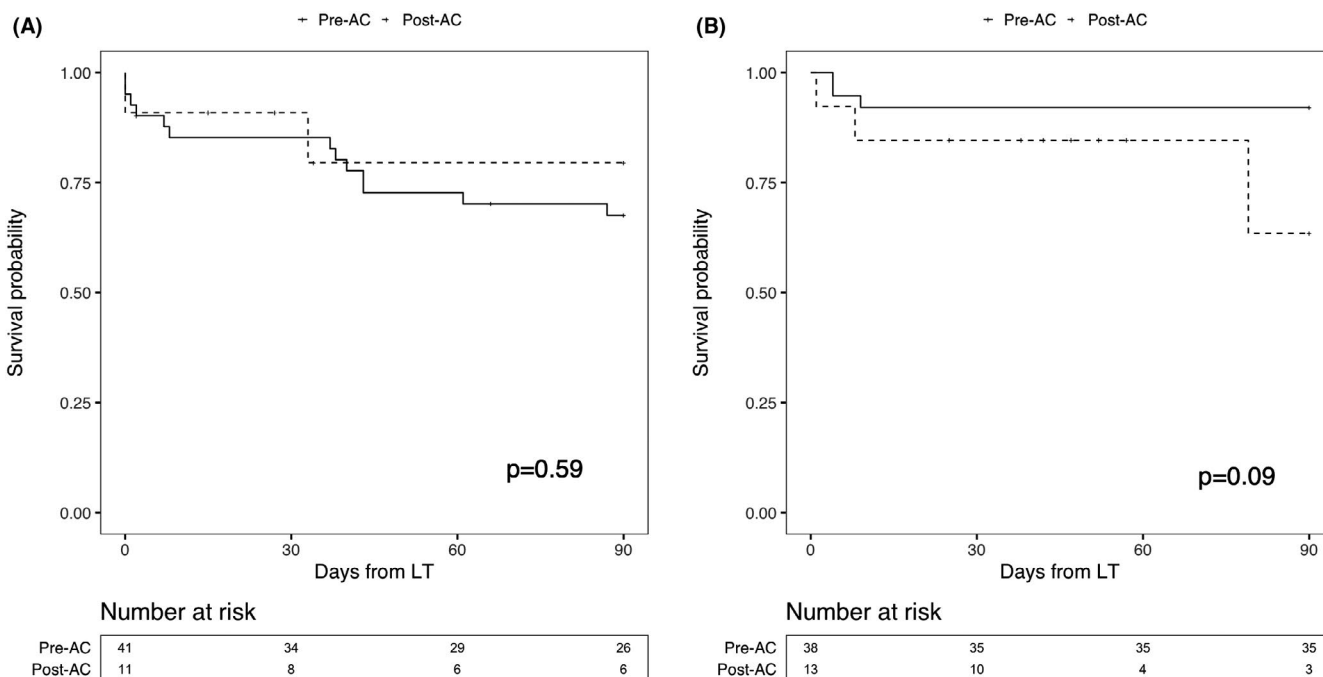 (A)
Pre-AC Post-AC
1.00
0.75
0.50
0.25
0.00
Survival probability
p=0.59
0 30 60 90
Days from LT
Number at risk
Pre-AC 41 34 29 26
Post-AC 11 8 6 6
(B)
Pre-AC Post-AC
1.00
0.75
0.50
0.25
0.00
Survival probability
p=0.09
0 30 60 90
Days from LT
Number at risk
Pre-AC 38 35 35 35
Post-AC 13 10 4 3